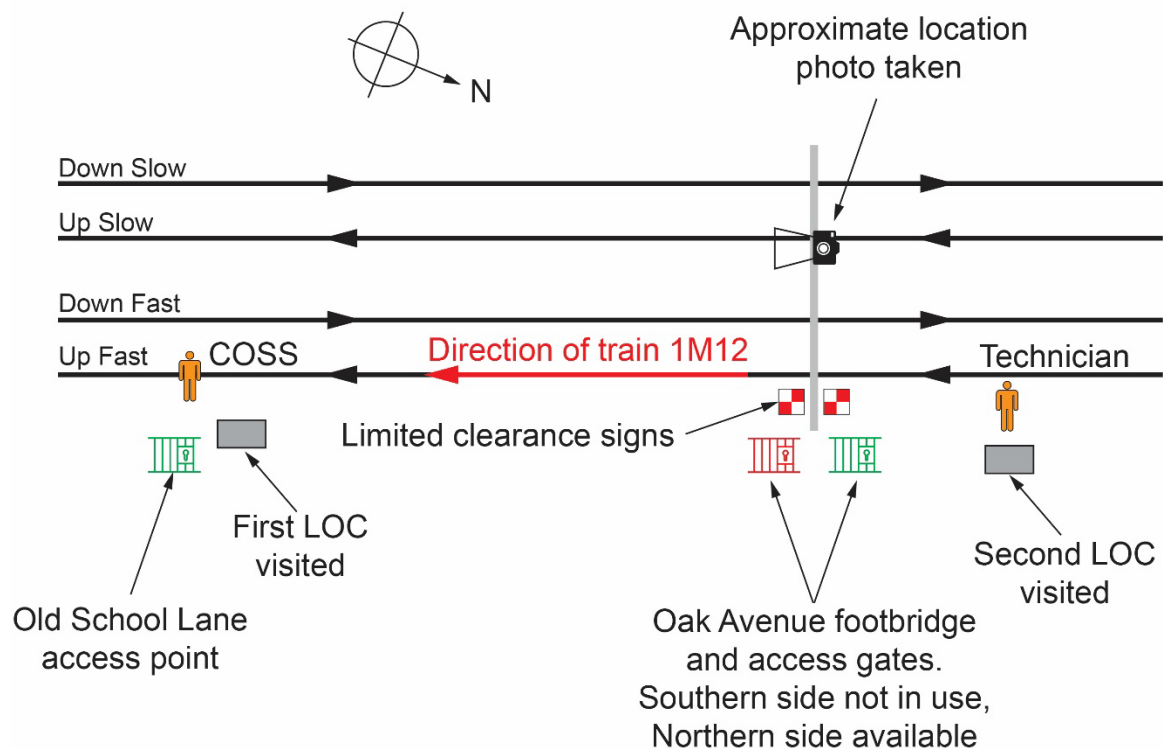 Approximate location
photo taken
N
Down Slow
Up Slow
Down Fast
Up Fast
COSS
Direction of train 1M12
Technician
Limited clearance signs
First LOC
visited
Second LOC
visited
Old School Lane
access point
Oak Avenue footbridge
and access gates.
Southern side not in use,
Northern side available